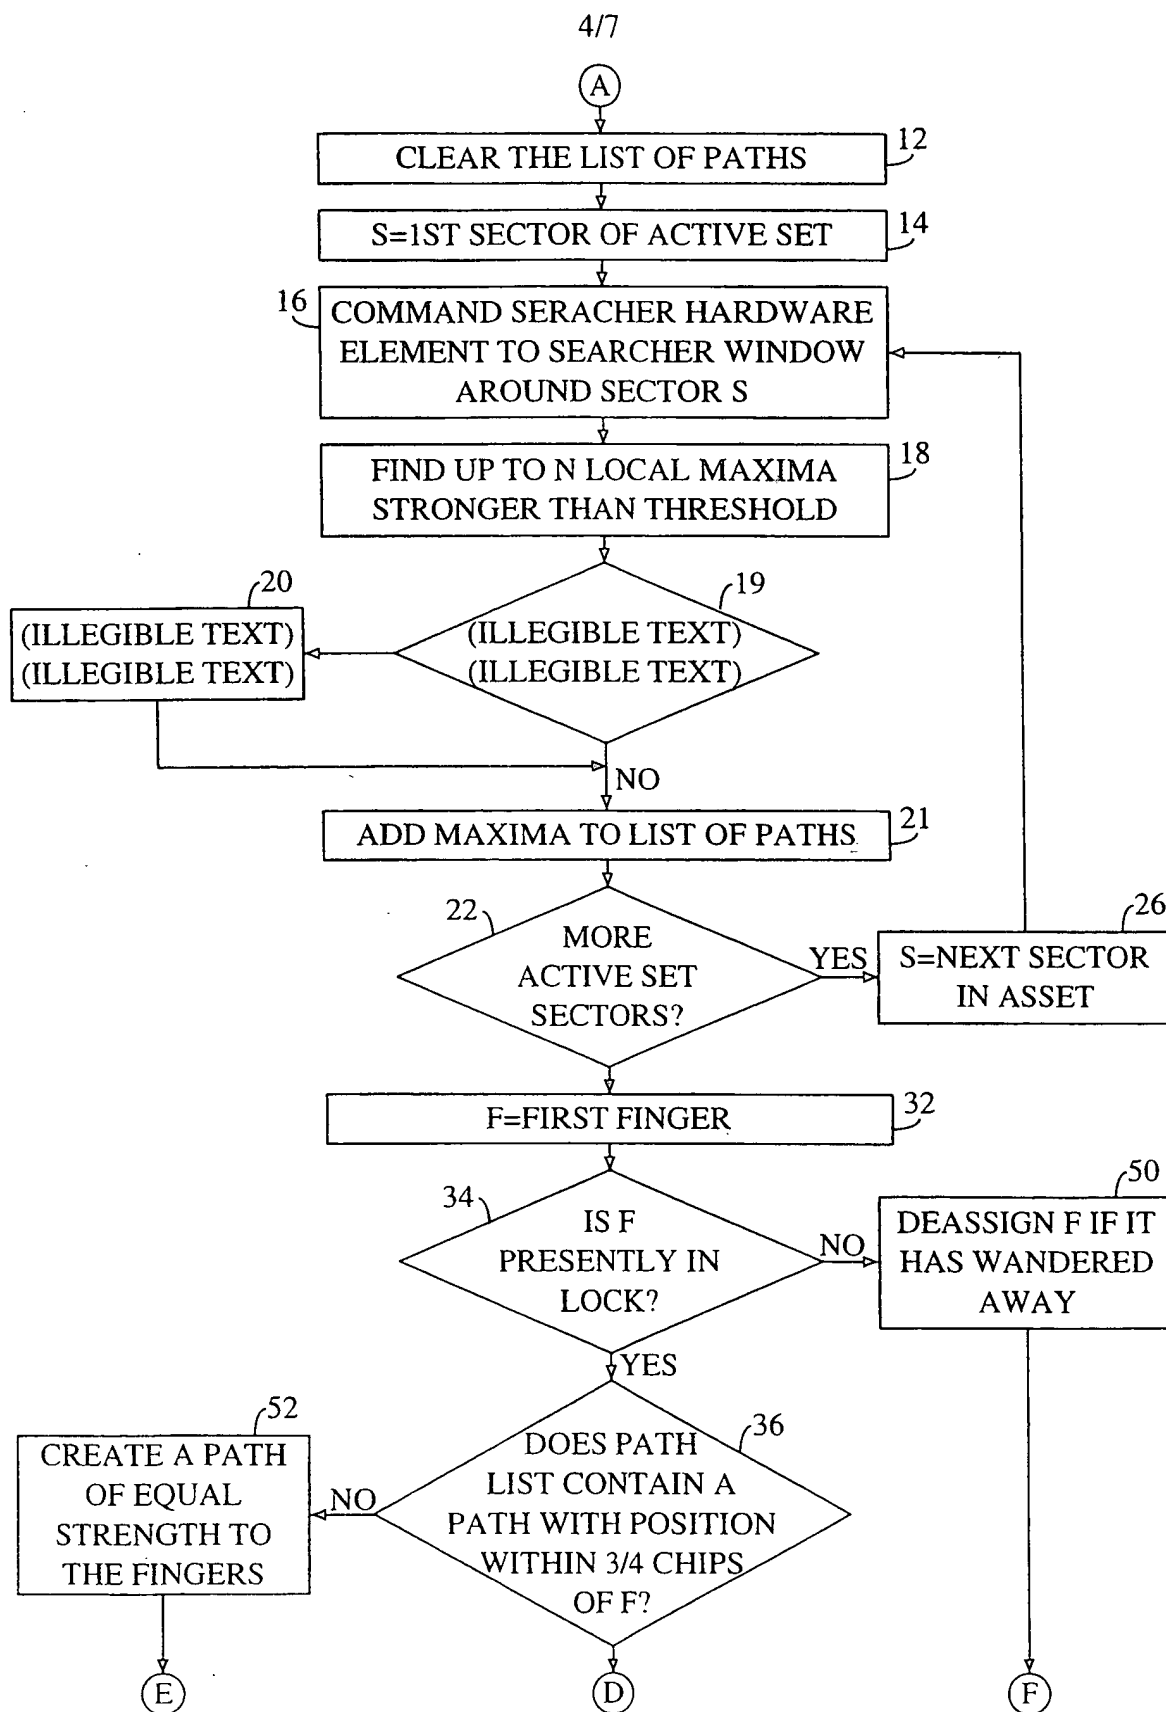 4/7
A
CLEAR THE LIST OF PATHS
12
S=1ST SECTOR OF ACTIVE SET
14
16
COMMAND SERACHER HARDWARE
ELEMENT TO SEARCHER WINDOW
AROUND SECTOR S
FIND UP TO N LOCAL MAXIMA
STRONGER THAN THRESHOLD
18
20
(ILLEGIBLE TEXT)
(ILLEGIBLE TEXT)
19
(ILLEGIBLE TEXT)
(ILLEGIBLE TEXT)
NO
ADD MAXIMA TO LIST OF PATHS
21
22
MORE
ACTIVE SET
SECTORS?
YES
26
S=NEXT SECTOR
IN ASSET
F=FIRST FINGER
32
34
IS F
PRESENTLY IN
LOCK?
NO
50
DEASSIGN F IF IT
HAS WANDERED
AWAY
YES
52
CREATE A PATH
OF EQUAL
STRENGTH TO
THE FINGERS
NO
36
DOES PATH
LIST CONTAIN A
PATH WITH POSITION
WITHIN 3/4 CHIPS
OF F?
E
D
F